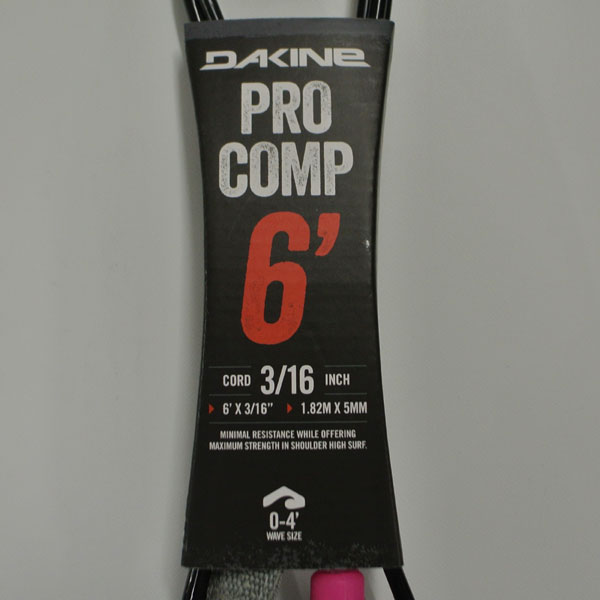 DAKINE
PRO
COMP
6'
CORD 3/16 INCH
6' X 3/16" 1.82M X 5MM
MINIMAL RESISTANCE WHILE OFFERING
MAXIMUM STRENGTH IN SHOULDER HIGH SURF.
0-4'
WAVE SIZE